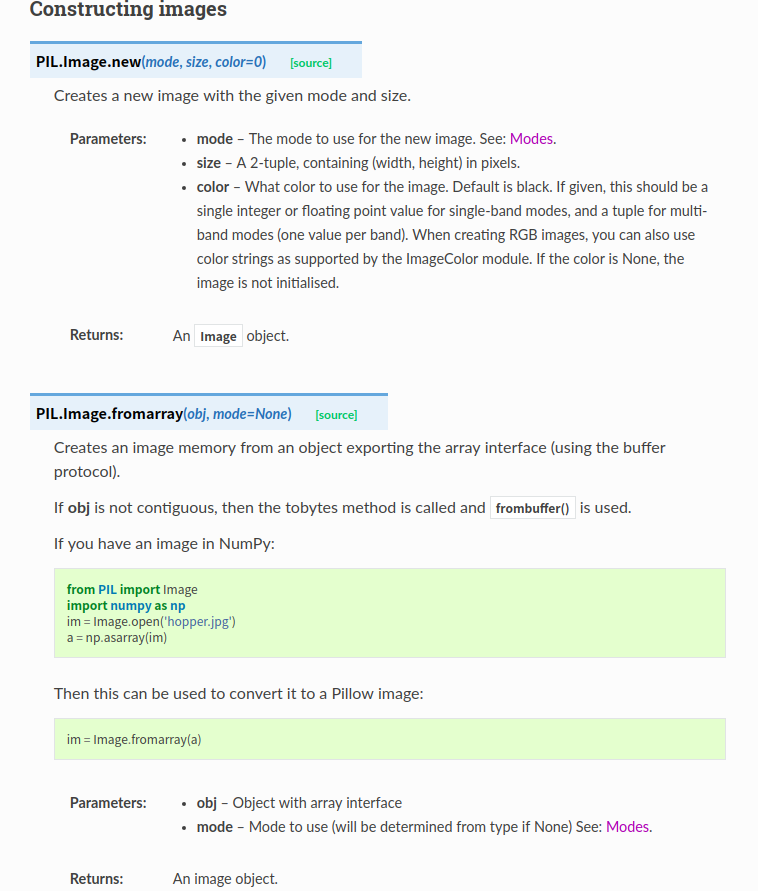 Constructing images
PIL.Image.new(mode, size, color=0) [source]
Creates a new image with the given mode and size.
Parameters:
• mode – The mode to use for the new image. See: Modes.
• size – A 2-tuple, containing (width, height) in pixels.
• color – What color to use for the image. Default is black. If given, this should be a
single integer or floating point value for single-band modes, and a tuple for multi-
band modes (one value per band). When creating RGB images, you can also use
color strings as supported by the ImageColor module. If the color is None, the
image is not initialised.
Returns: An Image object.
PIL.Image.fromarray(obj, mode=None) [source]
Creates an image memory from an object exporting the array interface (using the buffer
protocol).
If obj is not contiguous, then the tobytes method is called and frombuffer() is used.
If you have an image in NumPy:
from PIL import Image
import numpy as np
im = Image.open('hopper.jpg')
a = np.asarray(im)
Then this can be used to convert it to a Pillow image:
im = Image.fromarray(a)
Parameters:
• obj – Object with array interface
• mode – Mode to use (will be determined from type if None) See: Modes.
Returns: An image object.